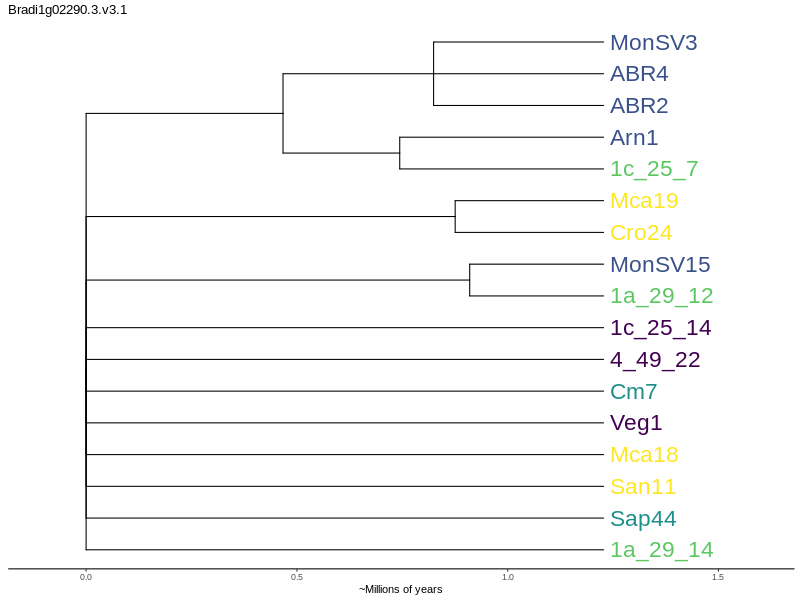 Bradi1g02290.3.v3.1
MonSV3
ABR4
ABR2
Arn1
1c_25_7
Mca19
Cro24
MonSV15
1a_29_12
1c_25_14
4_49_22
Cm7
Veg1
Mca18
San11
Sap44
1a_29_14
0.0 0.5 1.0 1.5
~Millions of years